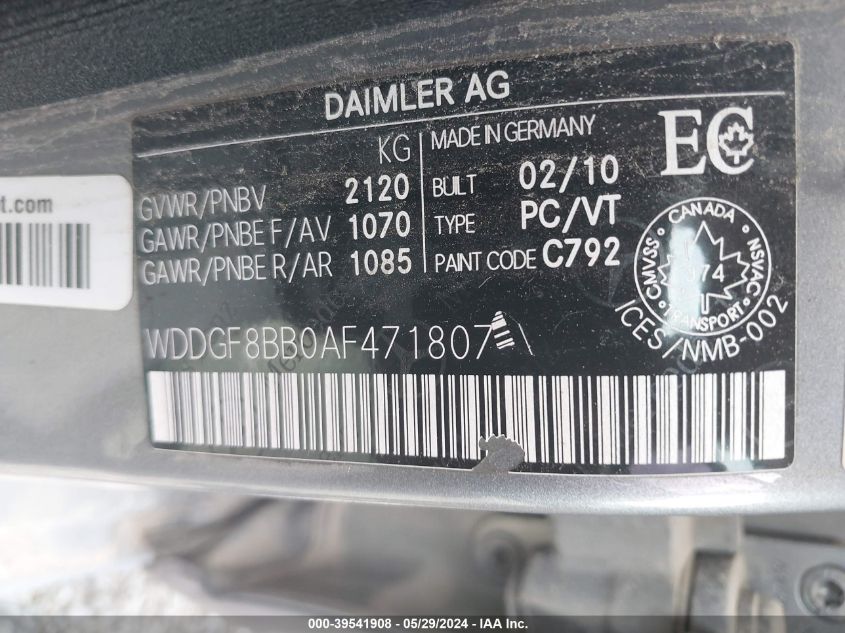 DAIMLER AG
KG
GVWR/PNBV 2120
GAWR/PNBE F/AV 1070
GAWR/PNBE R/AR 1085
MADE IN GERMANY
BUILT 02/10
TYPE PC/VT
PAINT CODE C792
EC
CANADA
CMVSS NSVAC
174
TRANSPORT
ICES/NMB-002
WDDGF8BB0AF471807
t.com
000-39541908 - 05/29/2024 - IAA Inc.